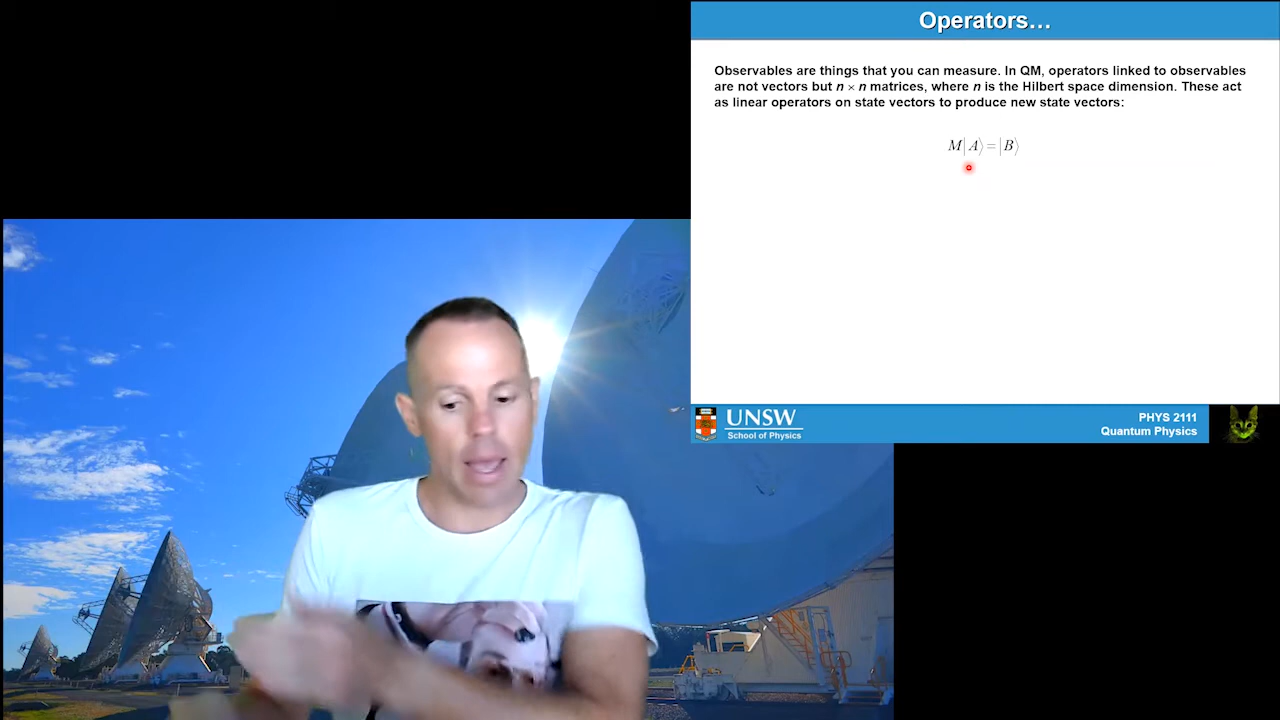 Operators…
Observables are things that you can measure. In QM, operators linked to observables
are not vectors but n × n matrices, where n is the Hilbert space dimension. These act
as linear operators on state vectors to produce new state vectors:
M|A⟩=|B⟩
UNSW
School of Physics
PHYS 2111
Quantum Physics